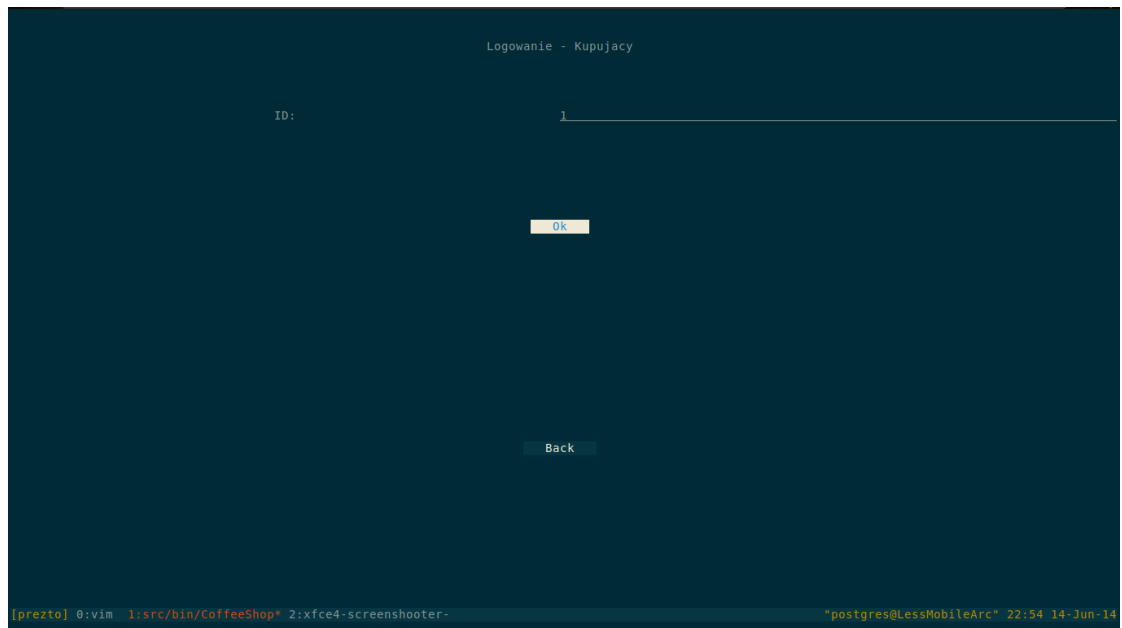 Logowanie - Kupujacy
ID: 1
Ok
Back
[prezto] 0:vim  1:src/bin/CoffeeShop* 2:xfce4-screenshooter- "postgres@LessMobileArc" 22:54 14-Jun-14